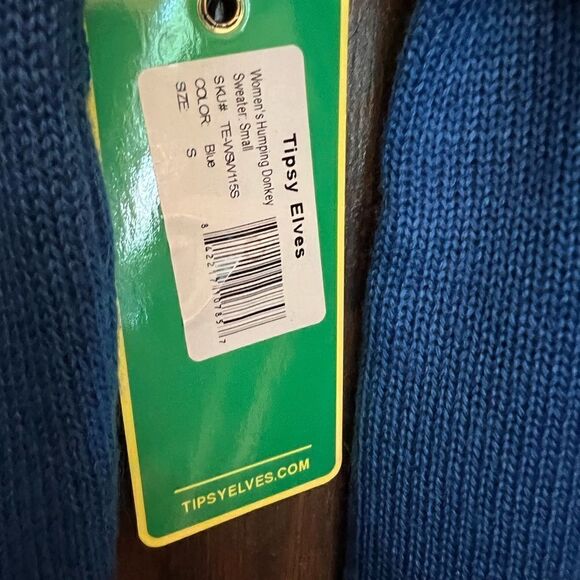 Tipsy Elves
Women's Humping Donkey
Sweater: Small
SKU# TE-WSW115S
COLOR: Blue
SIZE: S
TIPSYELVES.COM